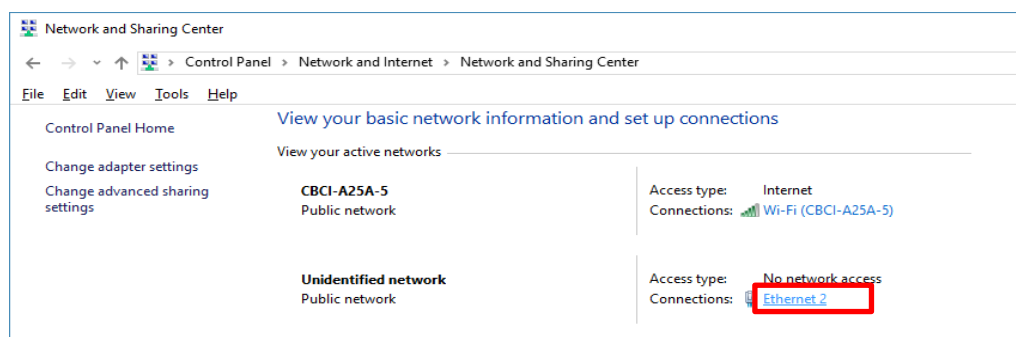 Network and Sharing Center
Control Panel > Network and Internet > Network and Sharing Center
File Edit View Tools Help
Control Panel Home
Change adapter settings
Change advanced sharing
settings
View your basic network information and set up connections
View your active networks
CBCI-A25A-5
Public network
Access type: Internet
Connections: Wi-Fi (CBCI-A25A-5)
Unidentified network
Public network
Access type: No network access
Connections: Ethernet 2